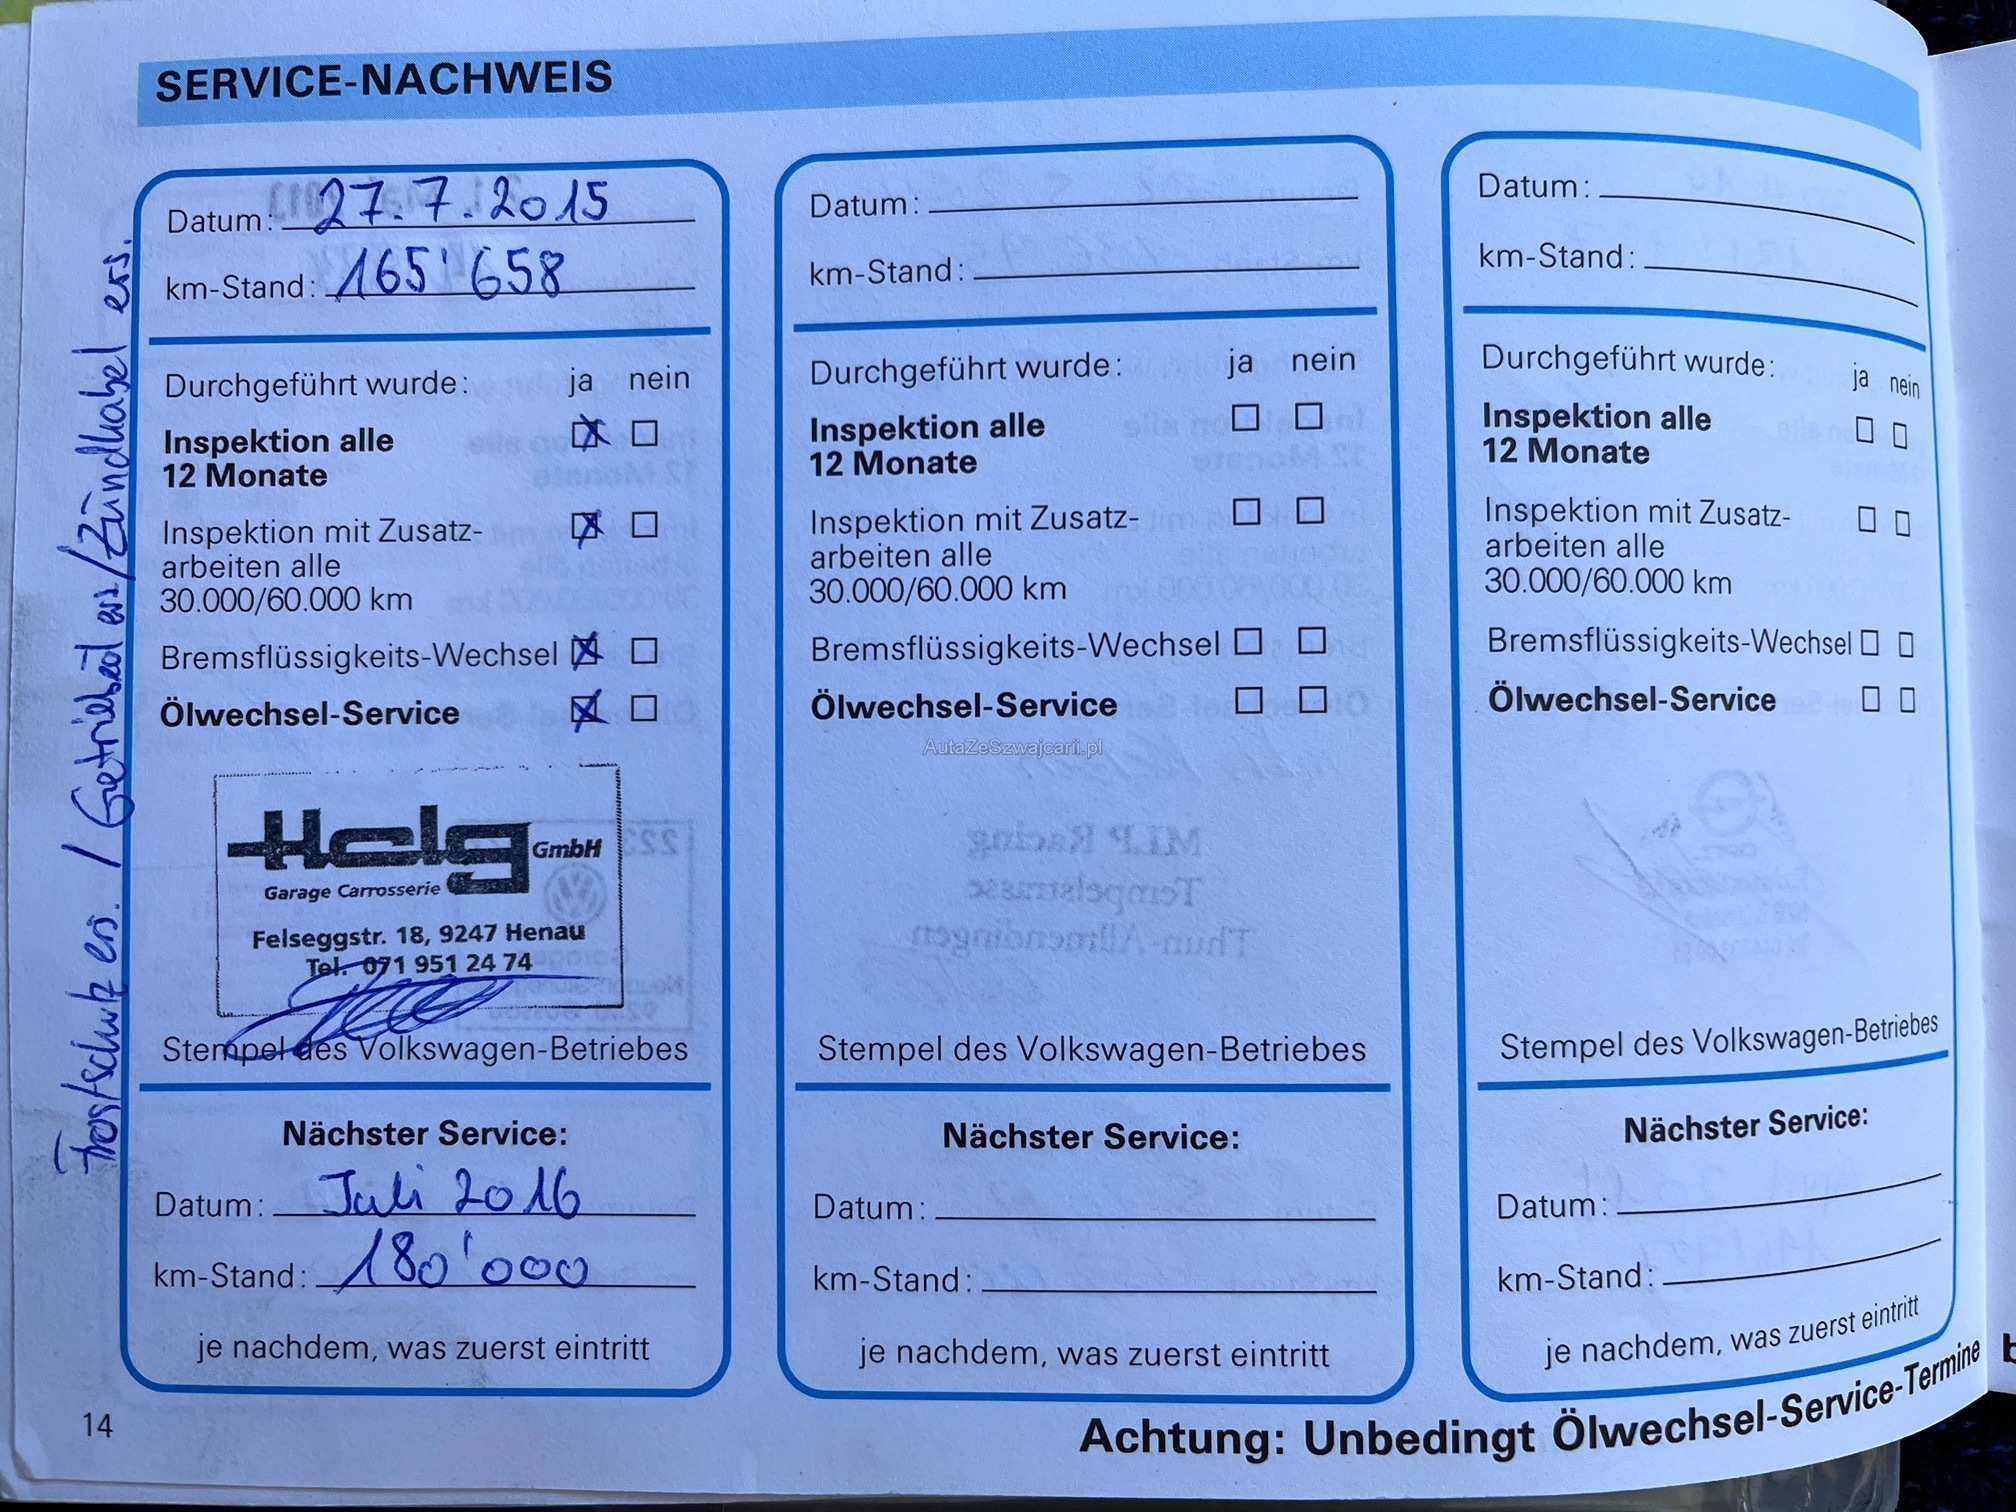 SERVICE-NACHWEIS
Datum: 27.7.2015
km-Stand: 165'658
Durchgeführt wurde: ja nein
Inspektion alle
12 Monate
Inspektion mit Zusatz-
arbeiten alle
30.000/60.000 km
Bremsflüssigkeits-Wechsel
Ölwechsel-Service
Helg GmbH
Garage Carrosserie
Felseggstr. 18, 9247 Henau
Tel. 071 951 24 74
Stempel des Volkswagen-Betriebes
Nächster Service:
Datum: Juli 2016
km-Stand: 180'000
je nachdem, was zuerst eintritt
Frostschutz ers. / Getriebeöl ers / Zündkabel ers.
Datum:
km-Stand:
Durchgeführt wurde: ja nein
Inspektion alle
12 Monate
Inspektion mit Zusatz-
arbeiten alle
30.000/60.000 km
Bremsflüssigkeits-Wechsel
Ölwechsel-Service
AutaZeSzwajcarii.pl
Stempel des Volkswagen-Betriebes
Nächster Service:
Datum:
km-Stand:
je nachdem, was zuerst eintritt
Datum:
km-Stand:
Durchgeführt wurde: ja nein
Inspektion alle
12 Monate
Inspektion mit Zusatz-
arbeiten alle
30.000/60.000 km
Bremsflüssigkeits-Wechsel
Ölwechsel-Service
Stempel des Volkswagen-Betriebes
Nächster Service:
Datum:
km-Stand:
je nachdem, was zuerst eintritt
14
Achtung: Unbedingt Ölwechsel-Service-Termine